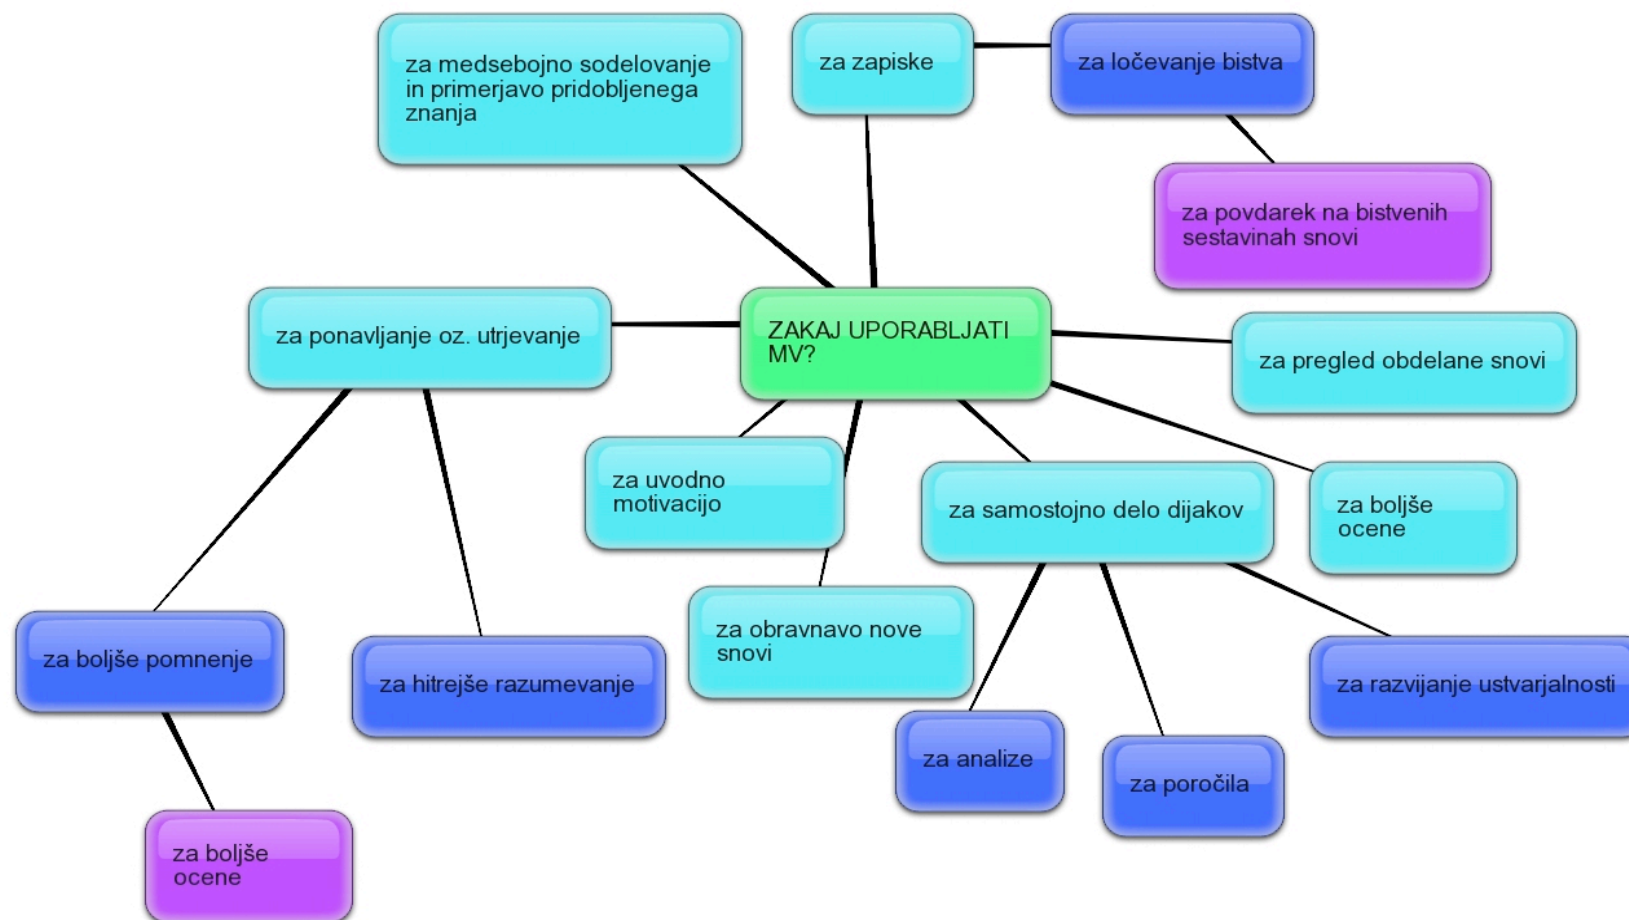 za medsebojno sodelovanje
in primerjavo pridobljenega
znanja
za zapiske
za ločevanje bistva
za povdarek na bistvenih
sestavinah snovi
za ponavljanje oz. utrjevanje
ZAKAJ UPORABLJATI
MV?
za pregled obdelane snovi
za uvodno
motivacijo
za samostojno delo dijakov
za boljše
ocene
za obravnavo nove
snovi
za boljše pomnenje
za hitrejše razumevanje
za razvijanje ustvarjalnosti
za analize
za poročila
za boljše
ocene